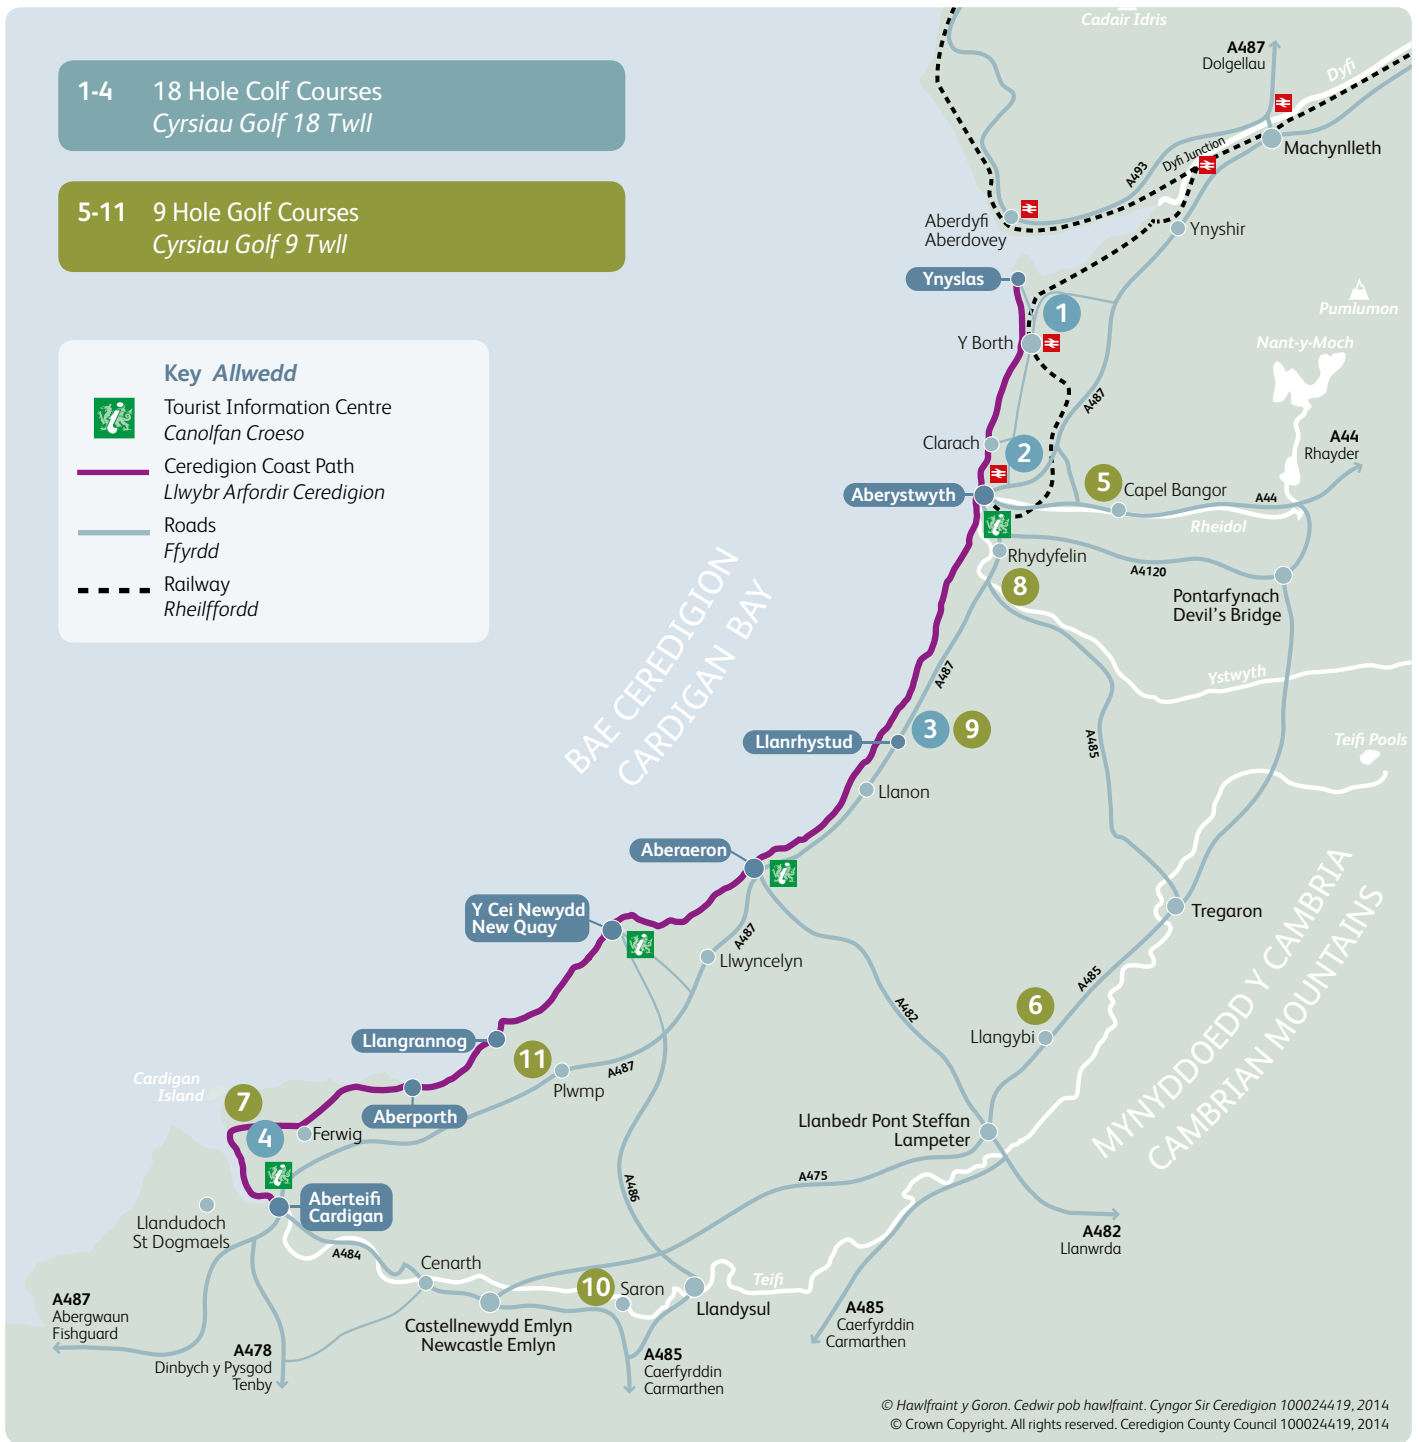 1-4 18 Hole Colf Courses
Cyrsiau Golf 18 Twll
5-11 9 Hole Golf Courses
Cyrsiau Golf 9 Twll
Key Allwedd
Tourist Information Centre
Canolfan Croeso
Ceredigion Coast Path
Llwybr Arfordir Ceredigion
Roads
Ffyrdd
Railway
Rheilffordd
Cadair Idris
A487
Dolgellau
Dyfi
Machynlleth
Dyfi Junction
A493
Aberdyfi
Aberdovey
Ynyshir
Ynyslas
1
Pumlumon
Y Borth
Nant-y-Moch
A487
Clarach
2
A44
Rhayder
Aberystwyth
5
Capel Bangor
A44
Rheidol
Rhydyfelin
A4120
8
Pontarfynach
Devil's Bridge
BAE CEREDIGION
CARDIGAN BAY
A487
Ystwyth
Llanrhystud
3
9
A485
Teifi Pools
Llanon
Aberaeron
Y Cei Newydd
New Quay
A487
Llwyncelyn
Tregaron
MYNYDDOEDD Y CAMBRIA
CAMBRIAN MOUNTAINS
A482
A485
6
Llangybi
Llangrannog
11
A487
Plwmp
Cardigan
Island
7
Aberporth
4
Ferwig
Llanbedr Pont Steffan
Lampeter
A475
A486
Aberteifi
Cardigan
Llandudoch
St Dogmaels
A484
Cenarth
A482
Llanwrda
10
Saron
Teifi
Llandysul
A487
Abergwaun
Fishguard
Castellnewydd Emlyn
Newcastle Emlyn
A485
Caerfyrddin
Carmarthen
A478
Dinbych y Pysgod
Tenby
A485
Caerfyrddin
Carmarthen
© Hawlfraint y Goron. Cedwir pob hawlfraint. Cyngor Sir Ceredigion 100024419, 2014
© Crown Copyright. All rights reserved. Ceredigion County Council 100024419, 2014